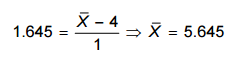 1.645 = (X̄ − 4)/1 ⇒ X̄ = 5.645